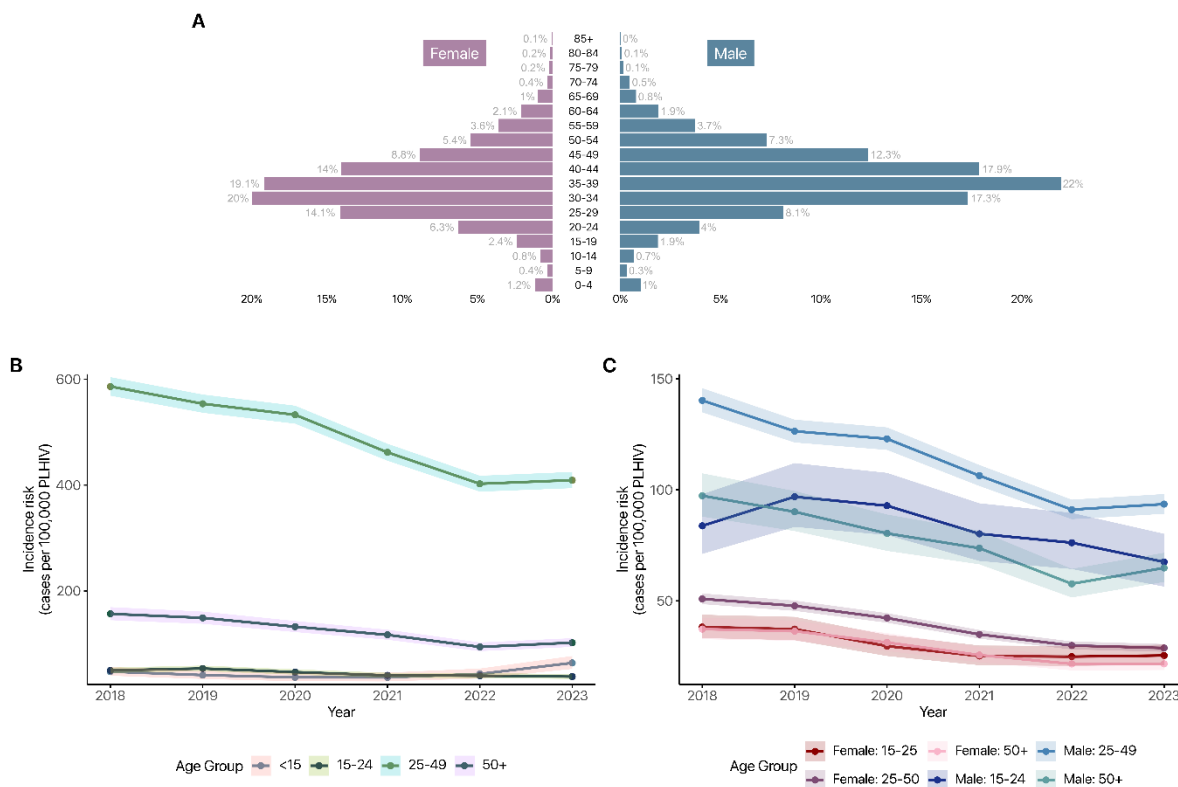 A
Female
Male
0.1% 85+ 0%
0.2% 80-84 0.1%
0.2% 75-79 0.1%
0.4% 70-74 0.5%
1% 65-69 0.8%
2.1% 60-64 1.9%
3.6% 55-59 3.7%
5.4% 50-54 7.3%
8.8% 45-49 12.3%
14% 40-44 17.9%
19.1% 35-39 22%
20% 30-34 17.3%
14.1% 25-29 8.1%
6.3% 20-24 4%
2.4% 15-19 1.9%
0.8% 10-14 0.7%
0.4% 5-9 0.3%
1.2% 0-4 1%
20% 15% 10% 5% 0% 0% 5% 10% 15% 20%
B
Incidence risk
(cases per 100,000 PLHIV)
600
400
200
2018 2019 2020 2021 2022 2023
Year
Age Group <15 15-24 25-49 50+
C
Incidence risk
(cases per 100,000 PLHIV)
150
100
50
2018 2019 2020 2021 2022 2023
Year
Age Group
Female: 15-25 Female: 50+ Male: 25-49
Female: 25-50 Male: 15-24 Male: 50+